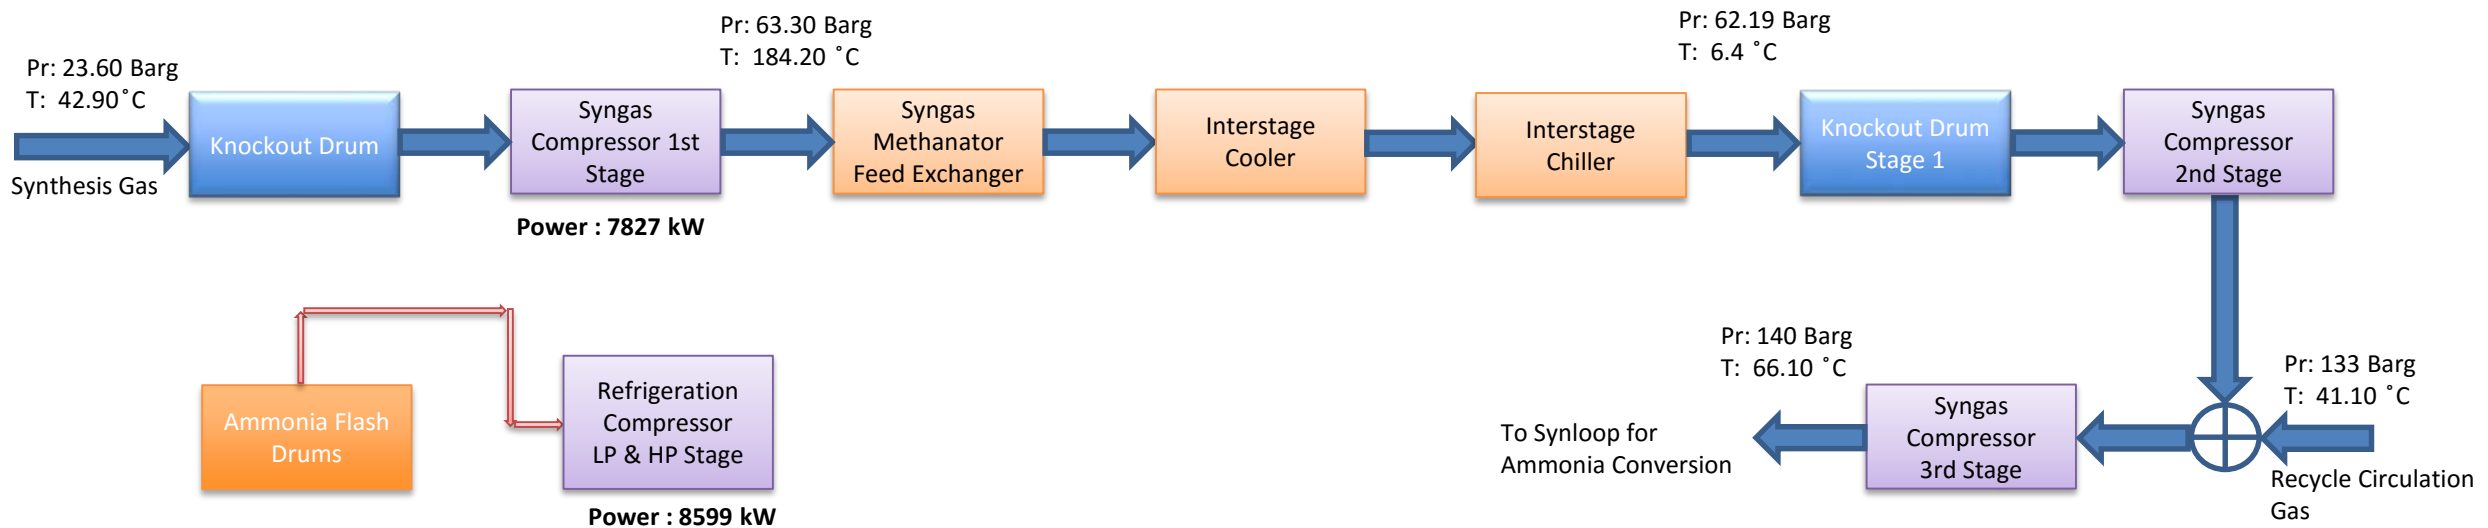 Pr: 23.60 Barg
T:  42.90˚C
Synthesis Gas
Knockout Drum
Syngas
Compressor 1st
Stage
Power : 7827 kW
Pr: 63.30 Barg
T:  184.20 ˚C
Syngas
Methanator
Feed Exchanger
Interstage
Cooler
Interstage
Chiller
Pr: 62.19 Barg
T:  6.4 ˚C
Knockout Drum
Stage 1
Syngas
Compressor
2nd Stage
Ammonia Flash
Drums
Refrigeration
Compressor
LP & HP Stage
Power : 8599 kW
To Synloop for
Ammonia Conversion
Pr: 140 Barg
T:  66.10 ˚C
Syngas
Compressor
3rd Stage
Pr: 133 Barg
T:  41.10 ˚C
Recycle Circulation
Gas